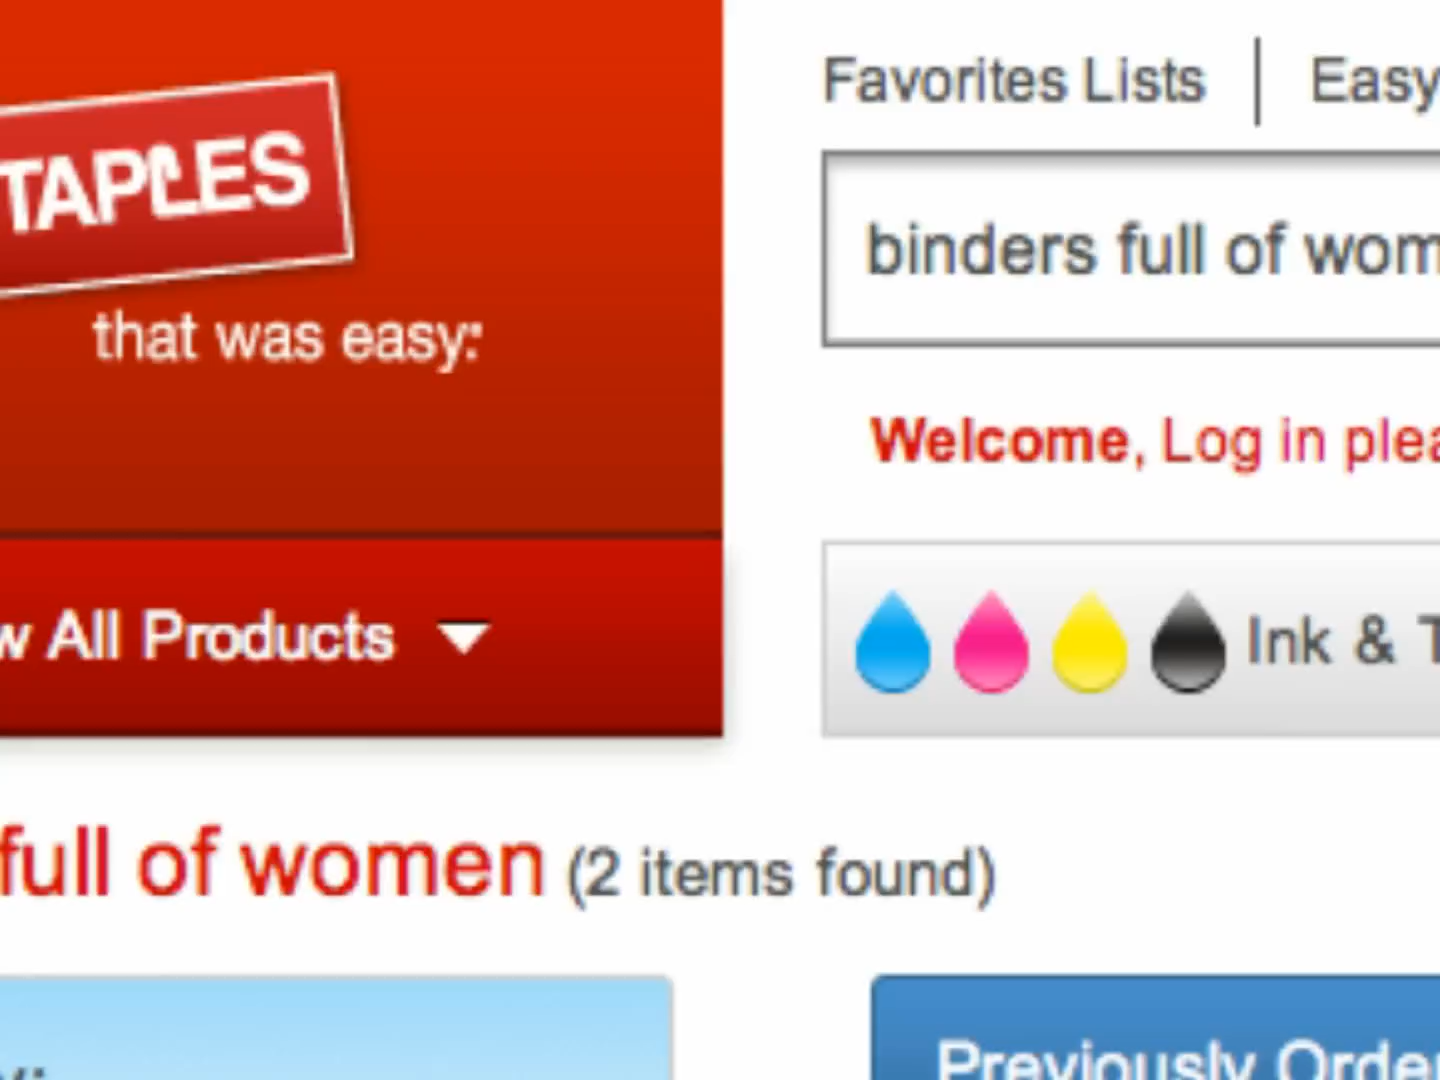 Favorites Lists | Easy
TAPLES
binders full of wom
that was easy:
Welcome, Log in plea
w All Products
Ink & T
full of women (2 items found)
Previously Order